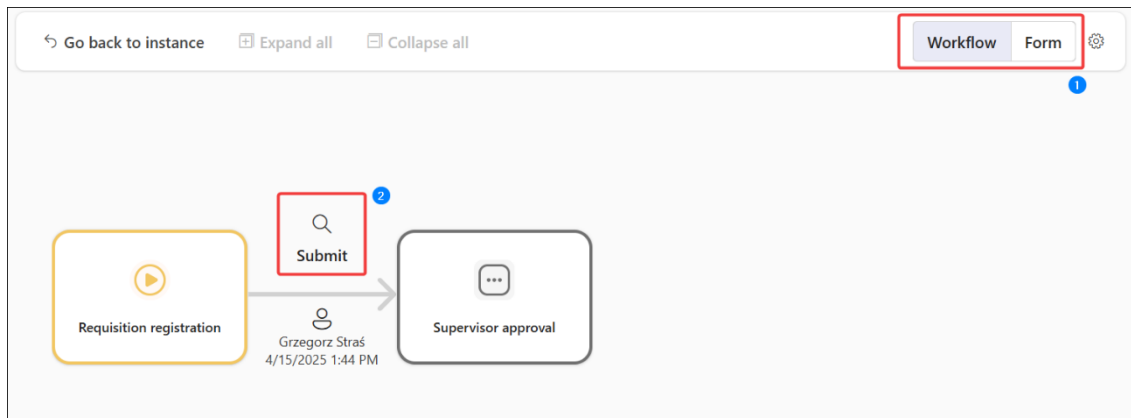 Go back to instance Expand all Collapse all Workflow Form
1
2
Submit
Requisition registration
Supervisor approval
Grzegorz Straś
4/15/2025 1:44 PM